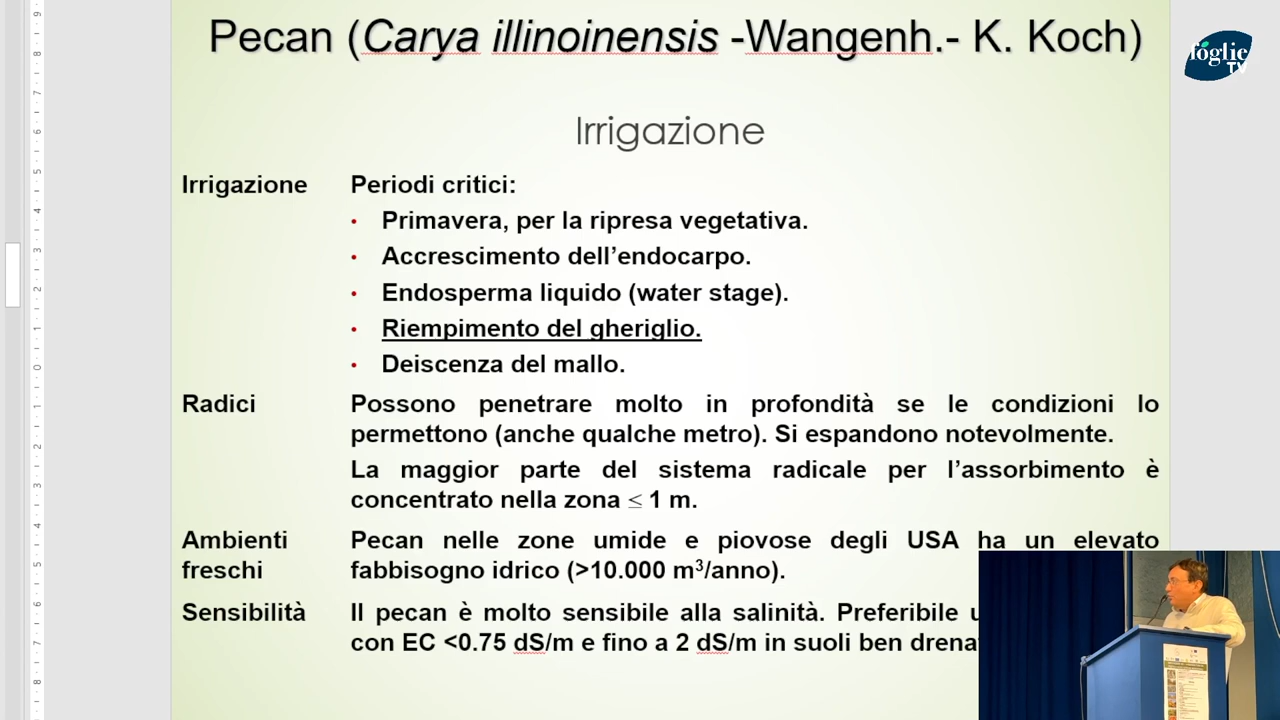 Pecan (Carya illinoinensis -Wangenh.- K. Koch)
fòglie
TV
Irrigazione
Irrigazione
Periodi critici:
• Primavera, per la ripresa vegetativa.
• Accrescimento dell’endocarpo.
• Endosperma liquido (water stage).
• Riempimento del gheriglio.
• Deiscenza del mallo.
Radici
Possono penetrare molto in profondità se le condizioni lo
permettono (anche qualche metro). Si espandono notevolmente.
La maggior parte del sistema radicale per l’assorbimento è
concentrato nella zona ≤ 1 m.
Ambienti
freschi
Pecan nelle zone umide e piovose degli USA ha un elevato
fabbisogno idrico (>10.000 m³/anno).
Sensibilità
Il pecan è molto sensibile alla salinità. Preferibile
con EC <0.75 dS/m e fino a 2 dS/m in suoli ben